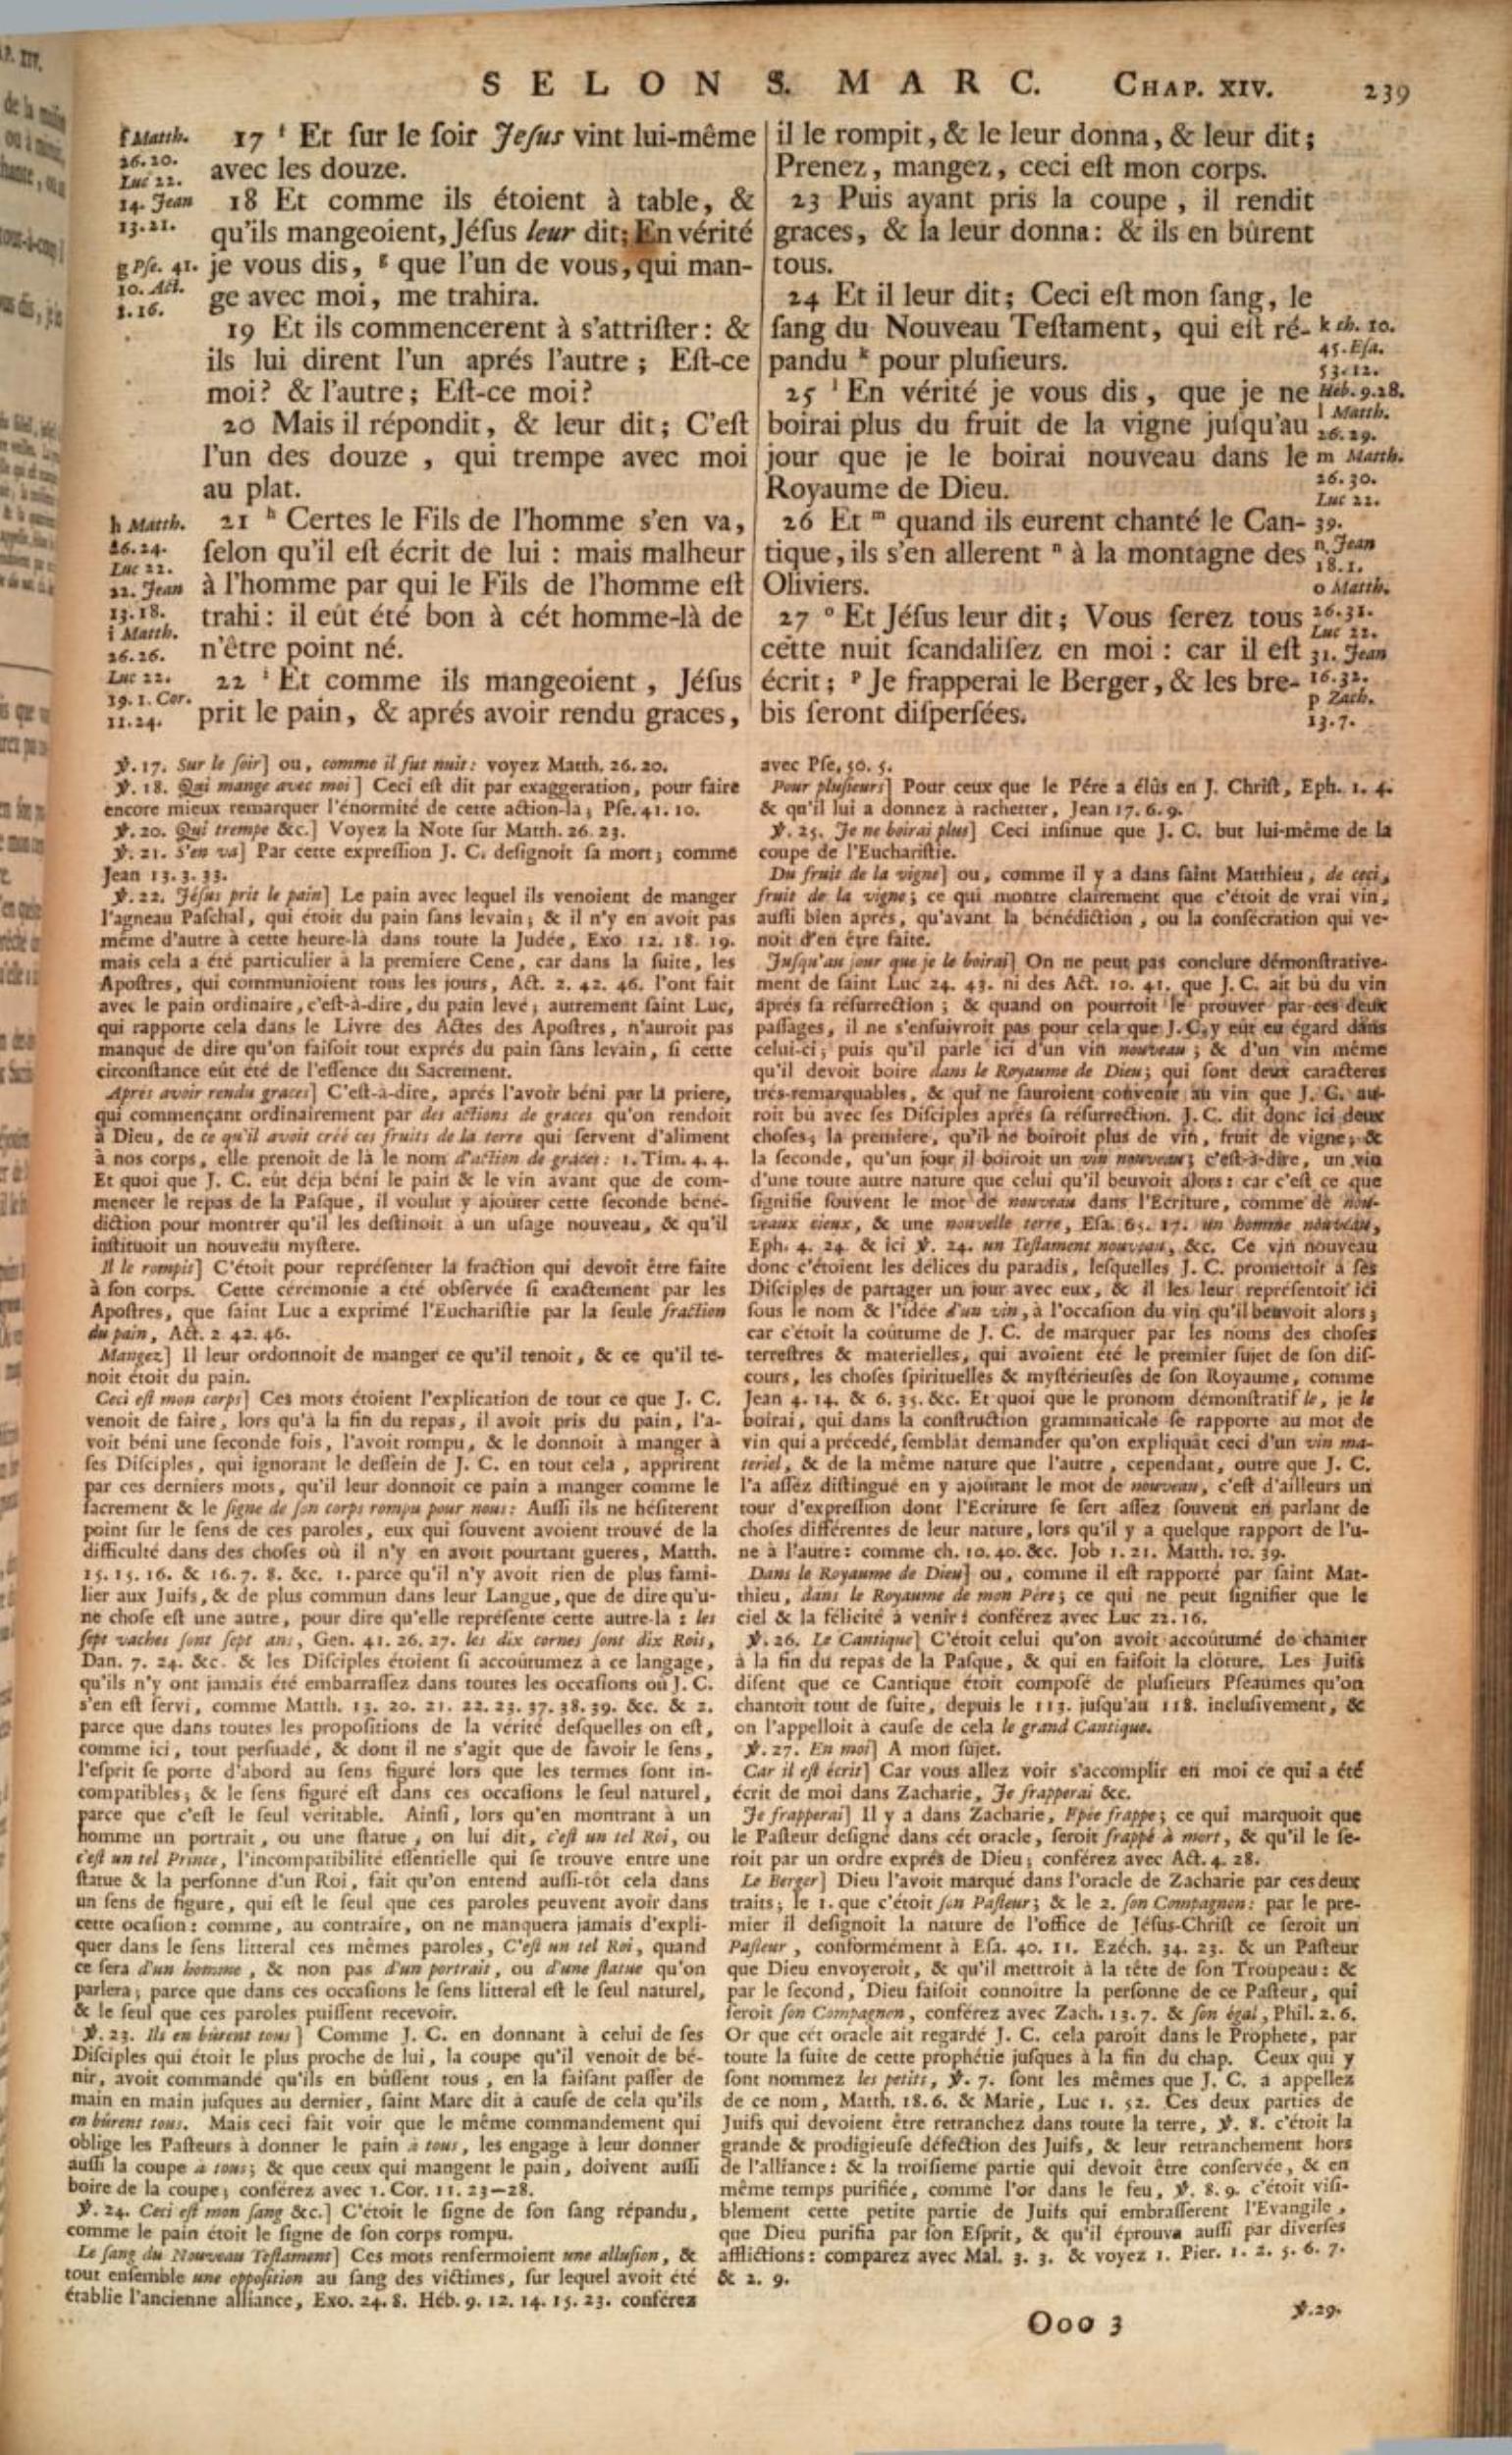 SELON S. MARC. CHAP. XIV. 239
f Matth.
26.20.
Luc 22.
14. Jean
13.21.
g Pſe. 41.
10. Act.
1.16.
h Matth.
26.24.
Luc 22.
22. Jean
13.18.
i Matth.
26.26.
Luc 22.
19. 1. Cor.
11.24.
17 f Et ſur le ſoir Jeſus vint lui-même
avec les douze.
18 Et comme ils étoient à table, &
qu'ils mangeoient, Jéſus leur dit; En vérité
je vous dis, g que l'un de vous, qui man-
ge avec moi, me trahira.
19 Et ils commencerent à s'attriſter: &
ils lui dirent l'un aprés l'autre; Eſt-ce
moi? & l'autre; Eſt-ce moi?
20 Mais il répondit, & leur dit; C'eſt
l'un des douze, qui trempe avec moi
au plat.
21 h Certes le Fils de l'homme s'en va,
ſelon qu'il eſt écrit de lui: mais malheur
à l'homme par qui le Fils de l'homme eſt
trahi: il eût été bon à cét homme-là de
n'être point né.
22 i Et comme ils mangeoient, Jéſus
prit le pain, & aprés avoir rendu graces,
il le rompit, & le leur donna, & leur dit;
Prenez, mangez, ceci eſt mon corps.
23 Puis ayant pris la coupe, il rendit
graces, & la leur donna: & ils en bûrent
tous.
24 Et il leur dit; Ceci eſt mon ſang, le
ſang du Nouveau Teſtament, qui eſt ré-
pandu k pour pluſieurs.
25 l En vérité je vous dis, que je ne
boirai plus du fruit de la vigne juſqu'au
jour que je le boirai nouveau dans le
Royaume de Dieu.
26 Et m quand ils eurent chanté le Can-
tique, ils s'en allerent n à la montagne des
Oliviers.
27 o Et Jéſus leur dit; Vous ſerez tous
cette nuit ſcandaliſez en moi: car il eſt
écrit; p Je frapperai le Berger, & les bre-
bis ſeront diſperſées.
k ch. 10.
45. Eſa.
53.12.
Héb. 9.28.
l Matth.
26.29.
m Matth.
26.30.
Luc 22.
39.
n Jean
18.1.
o Matth.
26.31.
Luc 22.
31. Jean
16.32.
p Zach.
13.7.
℣. 17. Sur le ſoir] ou, comme il fut nuit: voyez Matth. 26. 20.
℣. 18. Qui mange avec moi] Ceci eſt dit par exaggeration, pour faire
encore mieux remarquer l'énormité de cette action-la; Pſe. 41. 10.
℣. 20. Qui trempe &c.] Voyez la Note ſur Matth. 26. 23.
℣. 21. S'en va] Par cette expreſſion J. C. deſignoit ſa mort; comme
Jean 13. 3. 33.
℣. 22. Jéſus prit le pain] Le pain avec lequel ils venoient de manger
l'agneau Paſchal, qui étoit du pain ſans levain; & il n'y en avoit pas
même d'autre à cette heure-là dans toute la Judée, Exo. 12. 18. 19.
mais cela a été particulier à la premiere Cene, car dans la ſuite, les
Apoſtres, qui communioient tous les jours, Act. 2. 42. 46. l'ont fait
avec le pain ordinaire, c'eſt-à-dire, du pain levé; autrement ſaint Luc,
qui rapporte cela dans le Livre des Actes des Apoſtres, n'auroit pas
manqué de dire qu'on faiſoit tout exprés du pain ſans levain, ſi cette
circonſtance eût été de l'eſſence du Sacrement.
Aprés avoir rendu graces] C'eſt-à-dire, aprés l'avoir béni par la priere,
qui commençant ordinairement par des actions de graces qu'on rendoit
à Dieu, de ce qu'il avoit créé ces fruits de la terre qui ſervent d'aliment
à nos corps, elle prenoit de là le nom d'action de graces: 1. Tim. 4. 4.
Et quoi que J. C. eût déja béni le pain & le vin avant que de com-
mencer le repas de la Paſque, il voulut y ajoûter cette ſeconde béné-
diction pour montrer qu'il les deſtinoit à un uſage nouveau, & qu'il
inſtituoit un nouveau myſtere.
Il le rompit] C'étoit pour repréſenter la fraction qui devoit être faite
à ſon corps. Cette cérémonie a été obſervée ſi exactement par les
Apoſtres, que ſaint Luc a exprimé l'Euchariſtie par la ſeule fraction
du pain, Act. 2. 42. 46.
Mangez] Il leur ordonnoit de manger ce qu'il tenoit, & ce qu'il te-
noit étoit du pain.
Ceci eſt mon corps] Ces mots étoient l'explication de tout ce que J. C.
venoit de faire, lors qu'à la fin du repas, il avoit pris du pain, l'a-
voit béni une ſeconde fois, l'avoit rompu, & le donnoit à manger à
ſes Diſciples, qui ignorant le deſſein de J. C. en tout cela, apprirent
par ces derniers mots, qu'il leur donnoit ce pain à manger comme le
ſacrement & le ſigne de ſon corps rompu pour nous: Auſſi ils ne héſiterent
point ſur le ſens de ces paroles, eux qui ſouvent avoient trouvé de la
difficulté dans des choſes où il n'y en avoit pourtant gueres, Matth.
15. 15. 16. & 16. 7. 8. &c. 1. parce qu'il n'y avoit rien de plus fami-
lier aux Juifs, & de plus commun dans leur Langue, que de dire qu'u-
ne choſe eſt une autre, pour dire qu'elle repréſente cette autre-là: les
ſept vaches ſont ſept ans, Gen. 41. 26. 27. les dix cornes ſont dix Rois,
Dan. 7. 24. &c. & les Diſciples étoient ſi accoûtumez à ce langage,
qu'ils n'y ont jamais été embarraſſez dans toutes les occaſions où J. C.
s'en eſt ſervi, comme Matth. 13. 20. 21. 22. 23. 37. 38. 39. &c. & 2.
parce que dans toutes les propoſitions de la vérité deſquelles on eſt,
comme ici, tout perſuadé, & dont il ne s'agit que de ſavoir le ſens,
l'eſprit ſe porte d'abord au ſens figuré lors que les termes ſont in-
compatibles; & le ſens figuré eſt dans ces occaſions le ſeul naturel,
parce que c'eſt le ſeul véritable. Ainſi, lors qu'en montrant à un
homme un portrait, ou une ſtatue, on lui dit, c'eſt un tel Roi, ou
c'eſt un tel Prince, l'incompatibilité eſſentielle qui ſe trouve entre une
ſtatue & la perſonne d'un Roi, fait qu'on entend auſſi-tôt cela dans
un ſens de figure, qui eſt le ſeul que ces paroles peuvent avoir dans
cette ocaſion: comme, au contraire, on ne manquera jamais d'expli-
quer dans le ſens litteral ces mêmes paroles, C'eſt un tel Roi, quand
ce ſera d'un homme, & non pas d'un portrait, ou d'une ſtatue qu'on
parlera; parce que dans ces occaſions le ſens litteral eſt le ſeul naturel,
& le ſeul que ces paroles puiſſent recevoir.
℣. 23. Ils en bûrent tous] Comme J. C. en donnant à celui de ſes
Diſciples qui étoit le plus proche de lui, la coupe qu'il venoit de bé-
nir, avoit commandé qu'ils en bûſſent tous, en la faiſant paſſer de
main en main juſques au dernier, ſaint Marc dit à cauſe de cela qu'ils
en bûrent tous. Mais ceci fait voir que le même commandement qui
oblige les Paſteurs à donner le pain à tous, les engage à leur donner
auſſi la coupe à tous; & que ceux qui mangent le pain, doivent auſſi
boire de la coupe; conférez avec 1. Cor. 11. 23-28.
℣. 24. Ceci eſt mon ſang &c.] C'étoit le ſigne de ſon ſang répandu,
comme le pain étoit le ſigne de ſon corps rompu.
Le ſang du Nouveau Teſtament] Ces mots renfermoient une alluſion, &
tout enſemble une oppoſition au ſang des victimes, ſur lequel avoit été
établie l'ancienne alliance, Exo. 24. 8. Héb. 9. 12. 14. 15. 23. conférez
avec Pſe. 50. 5.
Pour pluſieurs] Pour ceux que le Pére a élûs en J. Chriſt, Eph. 1. 4.
& qu'il lui a donnez à rachetter, Jean 17. 6. 9.
℣. 25. Je ne boirai plus] Ceci inſinue que J. C. but lui-même de la
coupe de l'Euchariſtie.
Du fruit de la vigne] ou, comme il y a dans ſaint Matthieu, de ceci,
fruit de la vigne; ce qui montre clairement que c'étoit de vrai vin,
auſſi bien aprés, qu'avant la bénédiction, ou la conſécration qui ve-
noit d'en être faite.
Juſqu'au jour que je le boirai] On ne peut pas conclure démonſtrative-
ment de ſaint Luc 24. 43. ni des Act. 10. 41. que J. C. ait bû du vin
aprés ſa réſurrection; & quand on pourroit le prouver par ces deux
paſſages, il ne s'enſuivroit pas pour cela que J. C. y eût eu égard dans
celui-ci; puis qu'il parle ici d'un vin nouveau; & d'un vin même
qu'il devoit boire dans le Royaume de Dieu; qui ſont deux caracteres
trés-remarquables, & qui ne ſauroient convenir au vin que J. C. au-
roit bû avec ſes Diſciples aprés ſa réſurrection. J. C. dit donc ici deux
choſes; la premiere, qu'il ne boiroit plus de vin, fruit de vigne; &
la ſeconde, qu'un jour il boiroit un vin nouveau; c'eſt-à-dire, un vin
d'une toute autre nature que celui qu'il beuvoit alors: car c'eſt ce que
ſignifie ſouvent le mot de nouveau dans l'Ecriture, comme de nou-
veaux cieux, & une nouvelle terre, Eſa. 65. 17. un homme nouveau,
Eph. 4. 24. & ici ℣. 24. un Teſtament nouveau, &c. Ce vin nouveau
donc c'étoient les délices du paradis, leſquelles J. C. promettoit à ſes
Diſciples de partager un jour avec eux, & il les leur repréſentoit ici
ſous le nom & l'idée d'un vin, à l'occaſion du vin qu'il beuvoit alors;
car c'étoit la coûtume de J. C. de marquer par les noms des choſes
terreſtres & materielles, qui avoient été le premier ſujet de ſon diſ-
cours, les choſes ſpirituelles & myſtérieuſes de ſon Royaume, comme
Jean 4. 14. & 6. 35. &c. Et quoi que le pronom démonſtratif le, je le
boirai, qui dans la conſtruction grammaticale ſe rapporte au mot de
vin qui a précedé, ſemblât demander qu'on expliquât ceci d'un vin ma-
teriel, & de la même nature que l'autre, cependant, outre que J. C.
l'a aſſez diſtingué en y ajoûtant le mot de nouveau, c'eſt d'ailleurs un
tour d'expreſſion dont l'Ecriture ſe ſert aſſez ſouvent en parlant de
choſes différentes de leur nature, lors qu'il y a quelque rapport de l'u-
ne à l'autre: comme ch. 10. 40. &c. Job 1. 21. Matth. 10. 39.
Dans le Royaume de Dieu] ou, comme il eſt rapporté par ſaint Mat-
thieu, dans le Royaume de mon Pére; ce qui ne peut ſignifier que le
ciel & la félicité à venir: conférez avec Luc 22. 16.
℣. 26. Le Cantique] C'étoit celui qu'on avoit accoûtumé de chanter
à la fin du repas de la Paſque, & qui en faiſoit la clôture. Les Juifs
diſent que ce Cantique étoit compoſé de pluſieurs Pſeaumes qu'on
chantoit tout de ſuite, depuis le 113. juſqu'au 118. incluſivement, &
on l'appelloit à cauſe de cela le grand Cantique.
℣. 27. En moi] A mon ſujet.
Car il eſt écrit] Car vous allez voir s'accomplir en moi ce qui a été
écrit de moi dans Zacharie, Je frapperai &c.
Je frapperai] Il y a dans Zacharie, Epée frappe; ce qui marquoit que
le Paſteur deſigné dans cét oracle, ſeroit frappé à mort, & qu'il le ſe-
roit par un ordre exprés de Dieu; conférez avec Act. 4. 28.
Le Berger] Dieu l'avoit marqué dans l'oracle de Zacharie par ces deux
traits; le 1. que c'étoit ſon Paſteur; & le 2. ſon Compagnon: par le pre-
mier il deſignoit la nature de l'office de Jéſus-Chriſt ce ſeroit un
Paſteur, conformément à Eſa. 40. 11. Ezéch. 34. 23. & un Paſteur
que Dieu envoyeroit, & qu'il mettroit à la tête de ſon Troupeau: &
par le ſecond, Dieu faiſoit connoitre la perſonne de ce Paſteur, qui
ſeroit ſon Compagnon, conférez avec Zach. 13. 7. & ſon égal, Phil. 2. 6.
Or que cét oracle ait regardé J. C. cela paroit dans le Prophete, par
toute la ſuite de cette prophétie juſques à la fin du chap. Ceux qui y
ſont nommez les petits, ℣. 7. ſont les mêmes que J. C. a appellez
de ce nom, Matth. 18. 6. & Marie, Luc 1. 52. Ces deux parties de
Juifs qui devoient être retranchez dans toute la terre, ℣. 8. c'étoit la
grande & prodigieuſe défection des Juifs, & leur retranchement hors
de l'alliance: & la troiſieme partie qui devoit être conſervée, & en
même temps purifiée, comme l'or dans le feu, ℣. 8. 9. c'étoit viſi-
blement cette petite partie de Juifs qui embraſſerent l'Evangile,
que Dieu purifia par ſon Eſprit, & qu'il éprouva auſſi par diverſes
afflictions: comparez avec Mal. 3. 3. & voyez 1. Pier. 1. 2. 5. 6. 7.
& 2. 9.
Ooo 3
℣. 29.